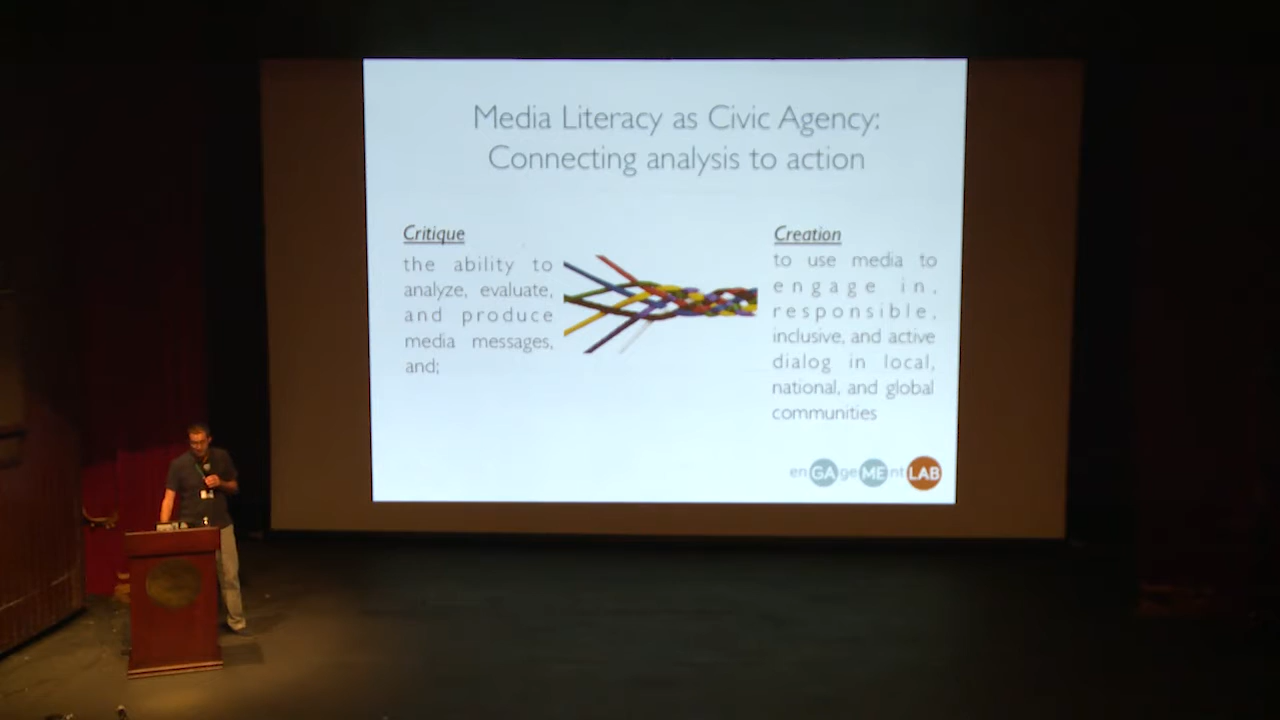 Media Literacy as Civic Agency:
Connecting analysis to action
Critique
the ability to
analyze, evaluate,
and produce
media messages,
and;
Creation
to use media to
engage in,
responsible,
inclusive, and active
dialog in local,
national, and global
communities
enGAgeMEnt LAB